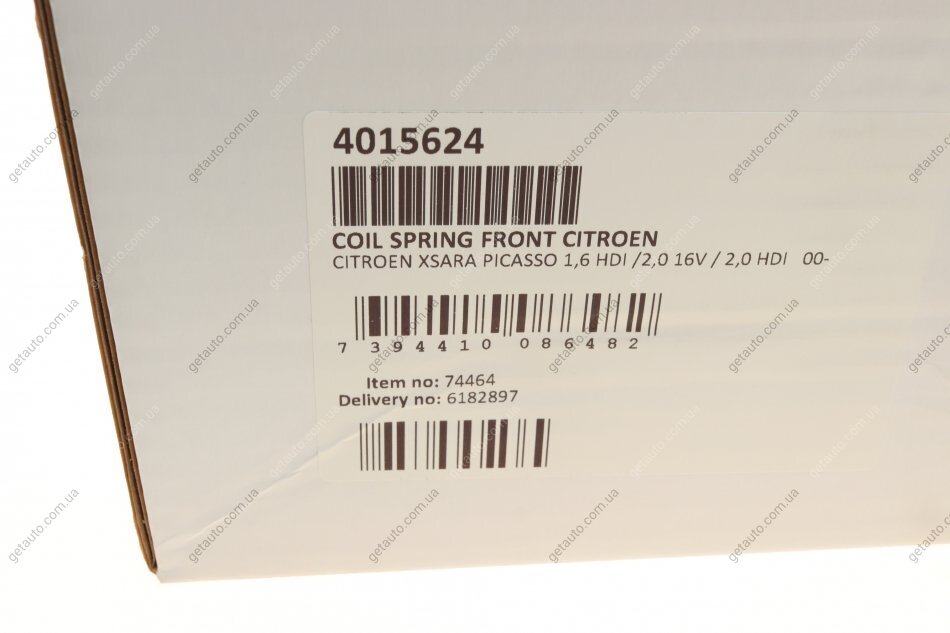 4015624
COIL SPRING FRONT CITROEN
CITROEN XSARA PICASSO 1,6 HDI /2,0 16V / 2,0 HDI 00-
7 394410 086482
Item no: 74464
Delivery no: 6182897
getauto.com.ua